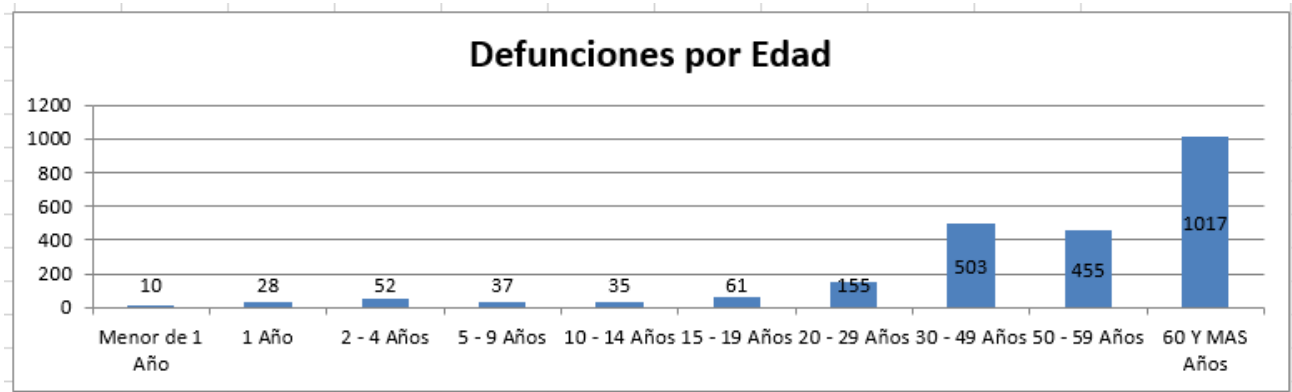 Defunciones por Edad
1200
1000
800
600
400
200
0
10
28
52
37
35
61
155
503
455
1017
Menor de 1
Año
1 Año
2 - 4 Años
5 - 9 Años
10 - 14 Años
15 - 19 Años
20 - 29 Años
30 - 49 Años
50 - 59 Años
60 Y MAS
Años